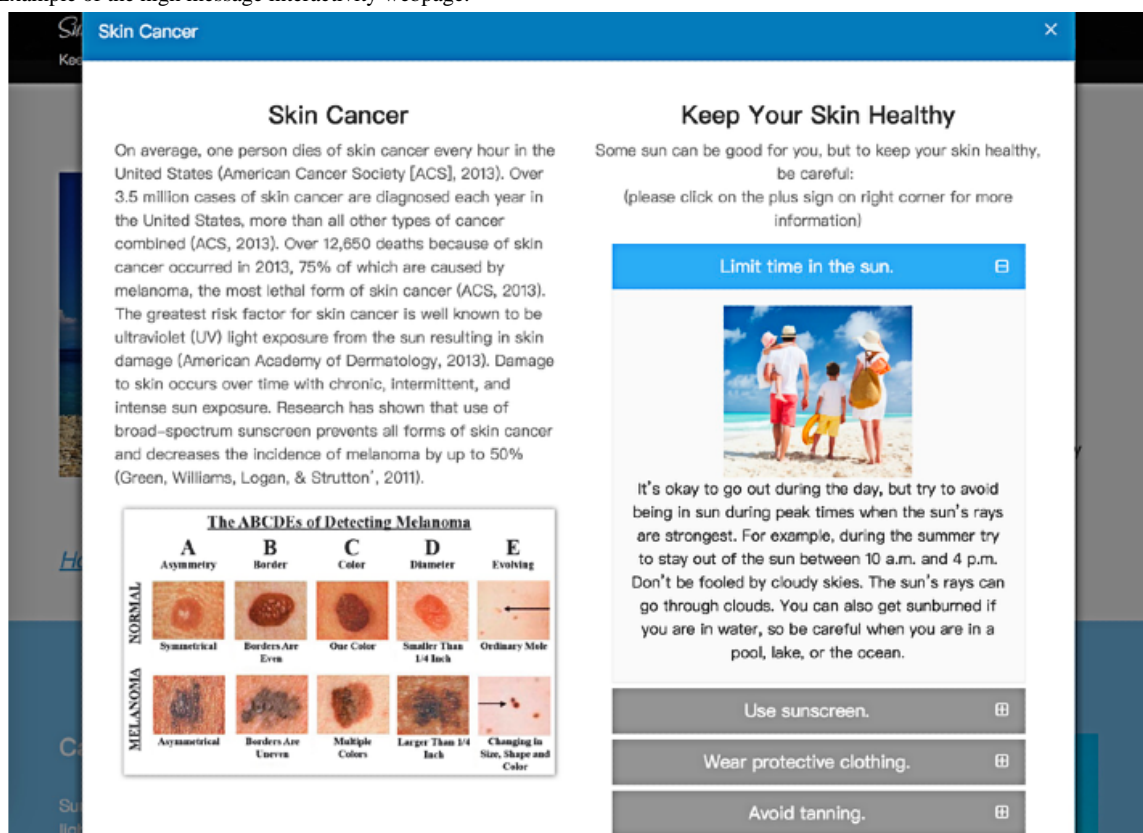 Example of the high message interactivity webpage.
Skin Cancer
×
Skin Cancer
On average, one person dies of skin cancer every hour in the
United States (American Cancer Society [ACS], 2013). Over
3.5 million cases of skin cancer are diagnosed each year in
the United States, more than all other types of cancer
combined (ACS, 2013). Over 12,650 deaths because of skin
cancer occurred in 2013, 75% of which are caused by
melanoma, the most lethal form of skin cancer (ACS, 2013).
The greatest risk factor for skin cancer is well known to be
ultraviolet (UV) light exposure from the sun resulting in skin
damage (American Academy of Dermatology, 2013). Damage
to skin occurs over time with chronic, intermittent, and
intense sun exposure. Research has shown that use of
broad-spectrum sunscreen prevents all forms of skin cancer
and decreases the incidence of melanoma by up to 50%
(Green, Williams, Logan, & Strutton', 2011).
The ABCDEs of Detecting Melanoma
A B C D E
Asymmetry Border Color Diameter Evolving
NORMAL
Symmetrical Borders Are Even One Color Smaller Than 1/4 Inch Ordinary Mole
MELANOMA
Asymmetrical Borders Are Uneven Multiple Colors Larger Than 1/4 Inch Changing in Size, Shape and Color
Keep Your Skin Healthy
Some sun can be good for you, but to keep your skin healthy,
be careful:
(please click on the plus sign on right corner for more
information)
Limit time in the sun.
It's okay to go out during the day, but try to avoid
being in sun during peak times when the sun's rays
are strongest. For example, during the summer try
to stay out of the sun between 10 a.m. and 4 p.m.
Don't be fooled by cloudy skies. The sun's rays can
go through clouds. You can also get sunburned if
you are in water, so be careful when you are in a
pool, lake, or the ocean.
Use sunscreen.
Wear protective clothing.
Avoid tanning.